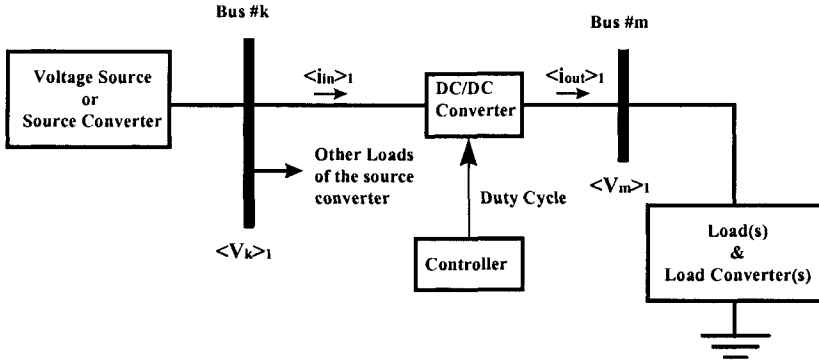 Bus #k
Bus #m
Voltage Source
or
Source Converter
<iin>1
DC/DC
Converter
<iout>1
Other Loads
of the source
converter
Duty Cycle
<Vm>1
<Vk>1
Controller
Load(s)
&
Load Converter(s)